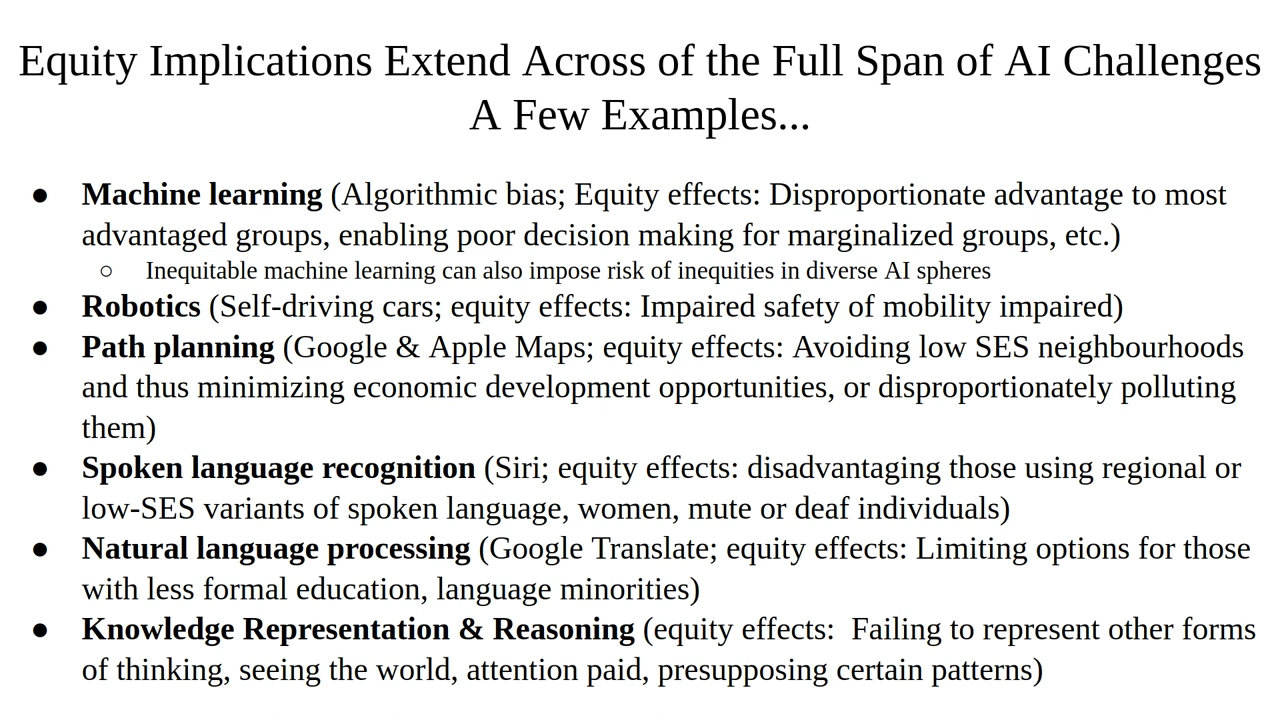 Equity Implications Extend Across of the Full Span of AI Challenges
A Few Examples...
● Machine learning (Algorithmic bias; Equity effects: Disproportionate advantage to most
advantaged groups, enabling poor decision making for marginalized groups, etc.)
○ Inequitable machine learning can also impose risk of inequities in diverse AI spheres
● Robotics (Self-driving cars; equity effects: Impaired safety of mobility impaired)
● Path planning (Google & Apple Maps; equity effects: Avoiding low SES neighbourhoods
and thus minimizing economic development opportunities, or disproportionately polluting
them)
● Spoken language recognition (Siri; equity effects: disadvantaging those using regional or
low-SES variants of spoken language, women, mute or deaf individuals)
● Natural language processing (Google Translate; equity effects: Limiting options for those
with less formal education, language minorities)
● Knowledge Representation & Reasoning (equity effects:  Failing to represent other forms
of thinking, seeing the world, attention paid, presupposing certain patterns)